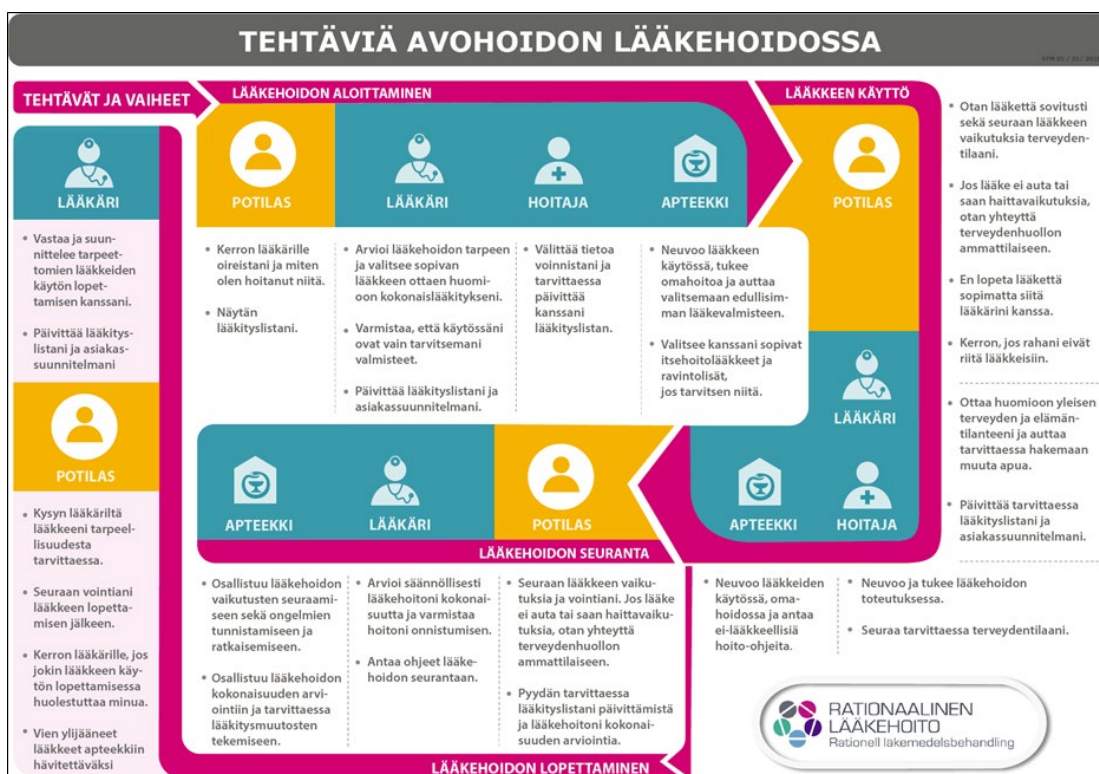 TEHTÄVIÄ AVOHOIDON LÄÄKEHOIDOSSA
TEHTÄVÄT JA VAIHEET
LÄÄKÄRI
• Vastaa ja suun-
nittelee tarpeet-
tomien lääkkeiden
käytön lopet-
tamisen kanssani.
• Päivittää lääkitys-
listani ja asiakas-
suunnitelmani
POTILAS
• Kysyn lääkäriltä
lääkkeeni tarpeel-
lisuudesta
tarvittaessa.
• Seuraan vointiani
lääkkeen lopetta-
misen jälkeen.
• Kerron lääkärille, jos
jokin lääkkeen käy-
tön lopettamisessa
huolestuttaa minua.
• Vien ylijääneet
lääkkeet apteekkiin
hävitettäväksi
LÄÄKEHOIDON ALOITTAMINEN
POTILAS
• Kerron lääkärille
oireistani ja miten
olen hoitanut niitä.
• Näytän
lääkityslistani.
LÄÄKÄRI
• Arvioi lääkehoidon tarpeen
ja valitsee sopivan
lääkkeen ottaen huomi-
oon kokonaislääkitykseni.
• Varmistaa, että käytössäni
ovat vain tarvitsemani
valmisteet.
• Päivittää lääkityslistani ja
asiakassuunnitelmani.
HOITAJA
• Välittää tietoa
voinnistani ja
tarvittaessa
päivittää
kanssani
lääkityslistan.
APTEEKKI
• Neuvoo lääkkeen
käytössä, tukee
omahoitoa ja auttaa
valitsemaan edullisim-
man lääkevalmisteen.
• Valitsee kanssani sopivat
itsehoitolääkkeet ja
ravintolisät,
jos tarvitsen niitä.
LÄÄKKEEN KÄYTTÖ
POTILAS
• Otan lääkettä sovitusti
sekä seuraan lääkkeen
vaikutuksia terveyden-
tilaani.
• Jos lääke ei auta tai
saan haittavaikutuksia,
otan yhteyttä
terveydenhuollon
ammattilaiseen.
• En lopeta lääkettä
sopimatta siitä
lääkärini kanssa.
• Kerron, jos rahani eivät
riitä lääkkeisiin.
LÄÄKÄRI
• Ottaa huomioon yleisen
terveyden ja elämän-
tilanteeni ja auttaa
tarvittaessa hakemaan
muuta apua.
• Päivittää tarvittaessa
lääkityslistani ja
asiakassuunnitelmani.
APTEEKKI
• Neuvoo lääkkeiden
käytössä, oma-
hoidossa ja antaa
ei-lääkkeellisiä
hoito-ohjeita.
HOITAJA
• Neuvoo ja tukee lääkehoidon
toteutuksessa.
• Seuraa tarvittaessa terveydentilaani.
LÄÄKEHOIDON SEURANTA
APTEEKKI
• Osallistuu lääkehoidon
vaikutusten seuraami-
seen sekä ongelmien
tunnistamiseen ja
ratkaisemiseen.
• Osallistuu lääkehoidon
kokonaisuuden arvi-
ointiin ja tarvittaessa
lääkitysmuutosten
tekemiseen.
LÄÄKÄRI
• Arvioi säännöllisesti
lääkehoitoni kokonai-
suutta ja varmistaa
hoitoni onnistumisen.
• Antaa ohjeet lääke-
hoidon seurantaan.
POTILAS
• Seuraan lääkkeen vaiku-
tuksia ja vointiani. Jos lääke
ei auta tai saan haittavaiku-
tuksia, otan yhteyttä
terveydenhuollon
ammattilaiseen.
• Pyydän tarvittaessa
lääkityslistani päivittämistä
ja lääkehoitoni kokonai-
suuden arviointia.
LÄÄKEHOIDON LOPETTAMINEN
RATIONAALINEN
LÄÄKEHOITO
Rationell läkemedelsbehandling